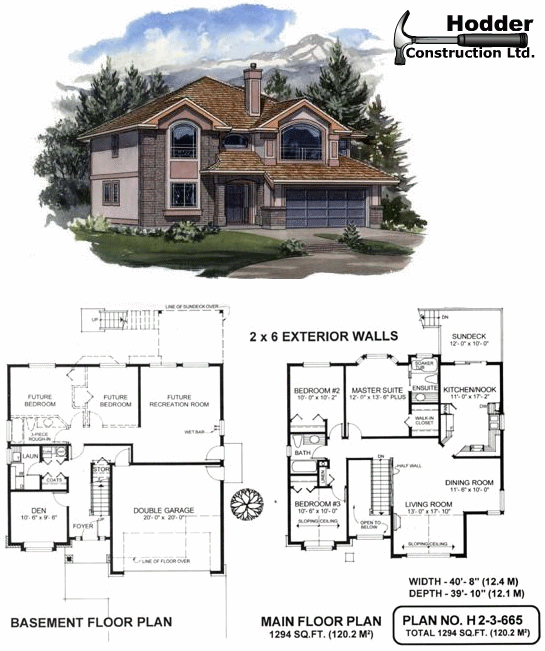 Hodder
Construction Ltd.
LINE OF SUNDECK OVER
UP
FUTURE
BEDROOM
FUTURE
BEDROOM
FUTURE
RECREATION ROOM
3-PIECE
ROUGH-IN
WET BAR
LAUN
COATS
STOR
DEN
10'- 6" x 9'- 6"
FOYER
DOUBLE GARAGE
20'- 0" x 20'- 0"
LINE OF FLOOR OVER
BASEMENT FLOOR PLAN
2 x 6 EXTERIOR WALLS
DN
SUNDECK
12'- 0" x 10'- 0"
BEDROOM #2
10'- 0" x 10'- 2"
MASTER SUITE
12'- 0" x 13'- 6" PLUS
SOAKER
TUB
ENSUITE
KITCHEN/NOOK
11'- 0" x 17'- 2"
WALK-IN
CLOSET
DW
BATH
LINEN
DN
HALF WALL
DINING ROOM
11'- 6" x 10'- 0"
BEDROOM #3
10'- 6" x 10'- 0"
SLOPING CEILING
OPEN TO
BELOW
LIVING ROOM
13'- 0" x 17'- 10"
SLOPING CEILING
WIDTH - 40'- 8" (12.4 M)
DEPTH - 39'- 10" (12.1 M)
MAIN FLOOR PLAN
1294 SQ.FT. (120.2 M²)
PLAN NO. H 2-3-665
TOTAL 1294 SQ.FT. (120.2 M²)